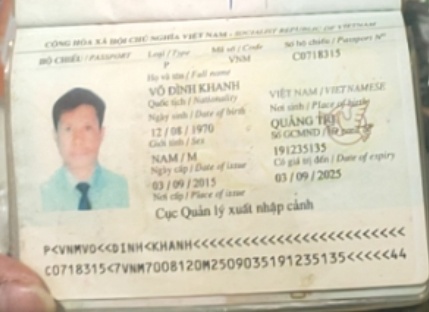 CỘNG HÒA XÃ HỘI CHỦ NGHĨA VIỆT NAM - SOCIALIST REPUBLIC OF VIETNAM
HỘ CHIẾU / PASSPORT Loại / Type Mã số / Code Số hộ chiếu / Passport Nº
P VNM C0718315
Họ và tên / Full name
VÕ ĐÌNH KHANH
Quốc tịch / Nationality VIỆT NAM / VIETNAMESE
Ngày sinh / Date of birth Nơi sinh / Place of birth
12 / 08 / 1970 QUẢNG TRỊ
Giới tính / Sex Số GCMND /
NAM / M 191235135
Ngày cấp / Date of issue Có giá trị đến / Date of expiry
03 / 09 / 2015 03 / 09 / 2025
Nơi cấp / Place of issue
Cục Quản lý xuất nhập cảnh
P<VNMVO<<DINH<KHANH<<<<<<<<<<<<<<<<<<<<<<<<<
C0718315<7VNM7008120M2509035191235135<<<<<44